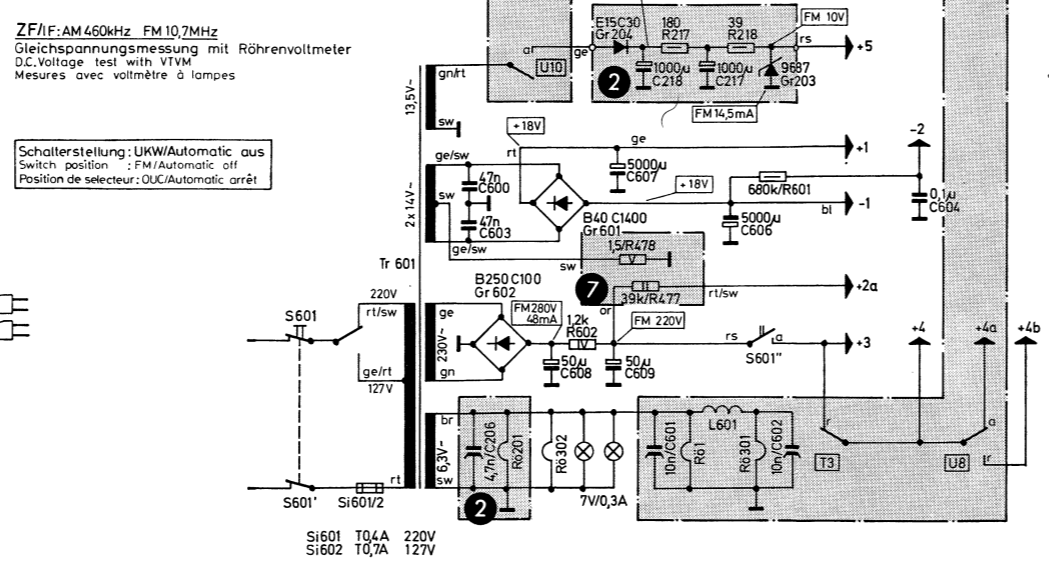 ZF/IF: AM 460kHz FM 10,7MHz
Gleichspannungsmessung mit Röhrenvoltmeter
D.C. Voltage test with VTVM
Mesures avec voltmètre à lampes
Schalterstellung: UKW/Automatic aus
Switch position : FM/Automatic off
Position de selecteur: OUC/Automatic arrêt
E15C30
Gr204
180
R217
39
R218
FM 10V
ar
U10
ge
rs
+5
2
1000µ
C218
1000µ
C217
9687
Gr203
FM 14,5mA
gn/rt
13,5V~
sw
+18V
rt
ge
+1
-2
ge/sw
47n
C600
5000µ
C607
+18V
680k/R601
2x14V~
sw
47n
C603
B40 C1400
Gr601
5000µ
C606
bl
-1
0,1µ
C604
ge/sw
sw
1,5/R478
V
Tr 601
7
II
39k/R477
rt/sw
+2a
B250C100
Gr 602
or
220V
rt/sw
S601
ge
FM280V
48mA
1,2k
R602
IV
FM 220V
rs
a
S601''
+3
+4
+4a
+4b
230V~
gn
50µ
C608
50µ
C609
ge/rt
127V
br
6,3V~
sw
4,7n/C206
Rö201
Rö302
7V/0,3A
10n/C601
Rö1
L601
Rö301
10n/C602
r
T3
a
U8
r
2
S601'
Si601/2
rt
Si601 T0,4A 220V
Si602 T0,7A 127V